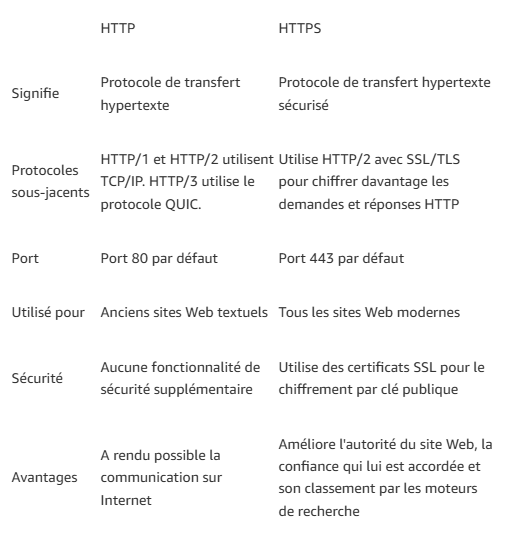 HTTP HTTPS
Signifie
Protocole de transfert
hypertexte
Protocole de transfert hypertexte
sécurisé
Protocoles
sous-jacents
HTTP/1 et HTTP/2 utilisent
TCP/IP. HTTP/3 utilise le
protocole QUIC.
Utilise HTTP/2 avec SSL/TLS
pour chiffrer davantage les
demandes et réponses HTTP
Port
Port 80 par défaut
Port 443 par défaut
Utilisé pour
Anciens sites Web textuels
Tous les sites Web modernes
Sécurité
Aucune fonctionnalité de
sécurité supplémentaire
Utilise des certificats SSL pour le
chiffrement par clé publique
Avantages
A rendu possible la
communication sur
Internet
Améliore l'autorité du site Web, la
confiance qui lui est accordée et
son classement par les moteurs
de recherche